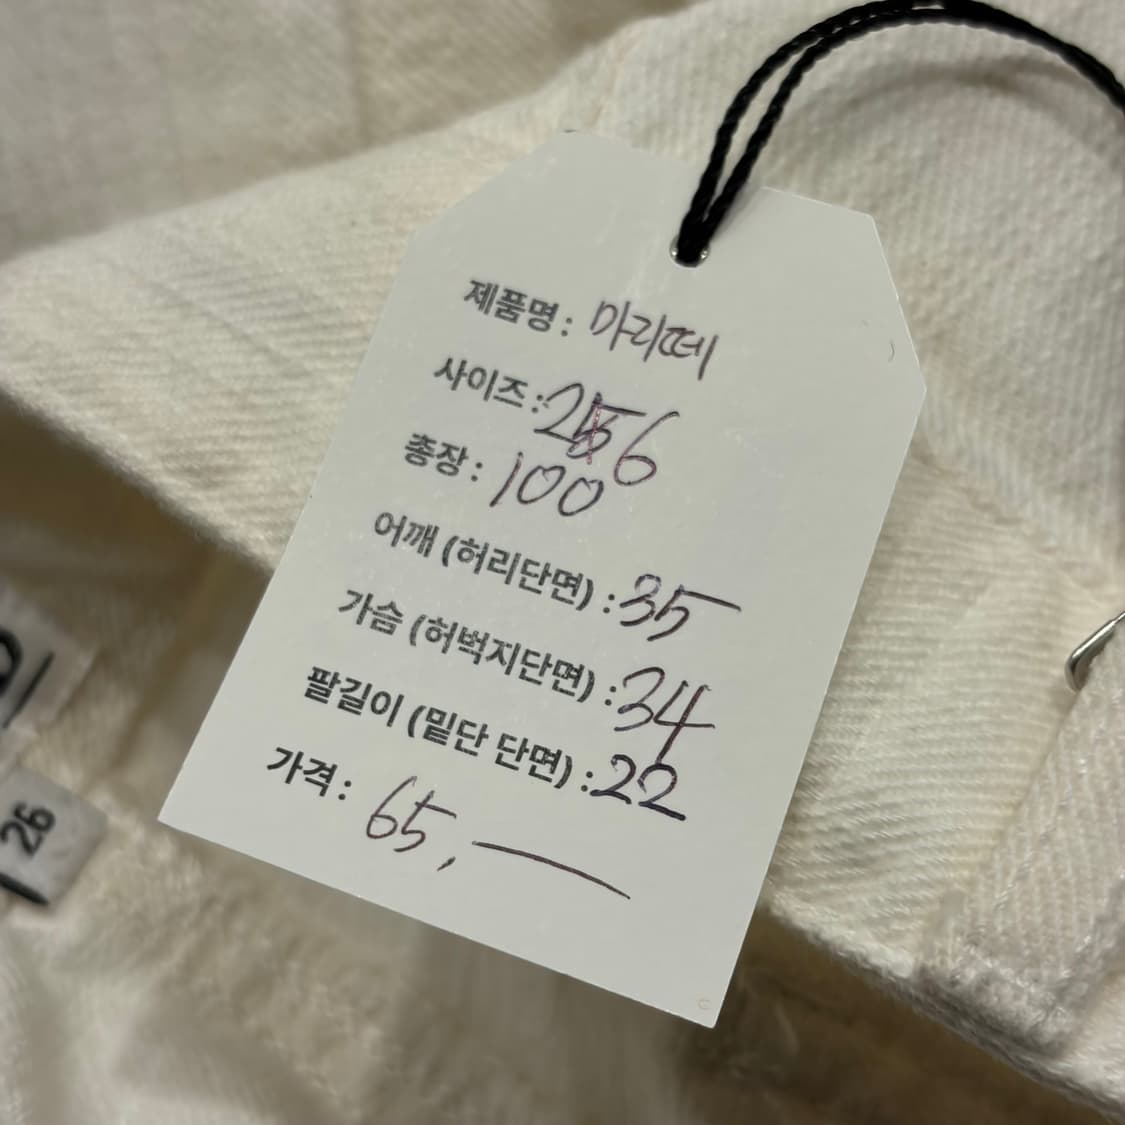 제품명 : 마리떼
사이즈 : 26
총장 : 100
어깨 (허리단면) : 35
가슴 (허벅지단면) : 34
팔길이 (밑단 단면) : 22
가격 : 65,—
26